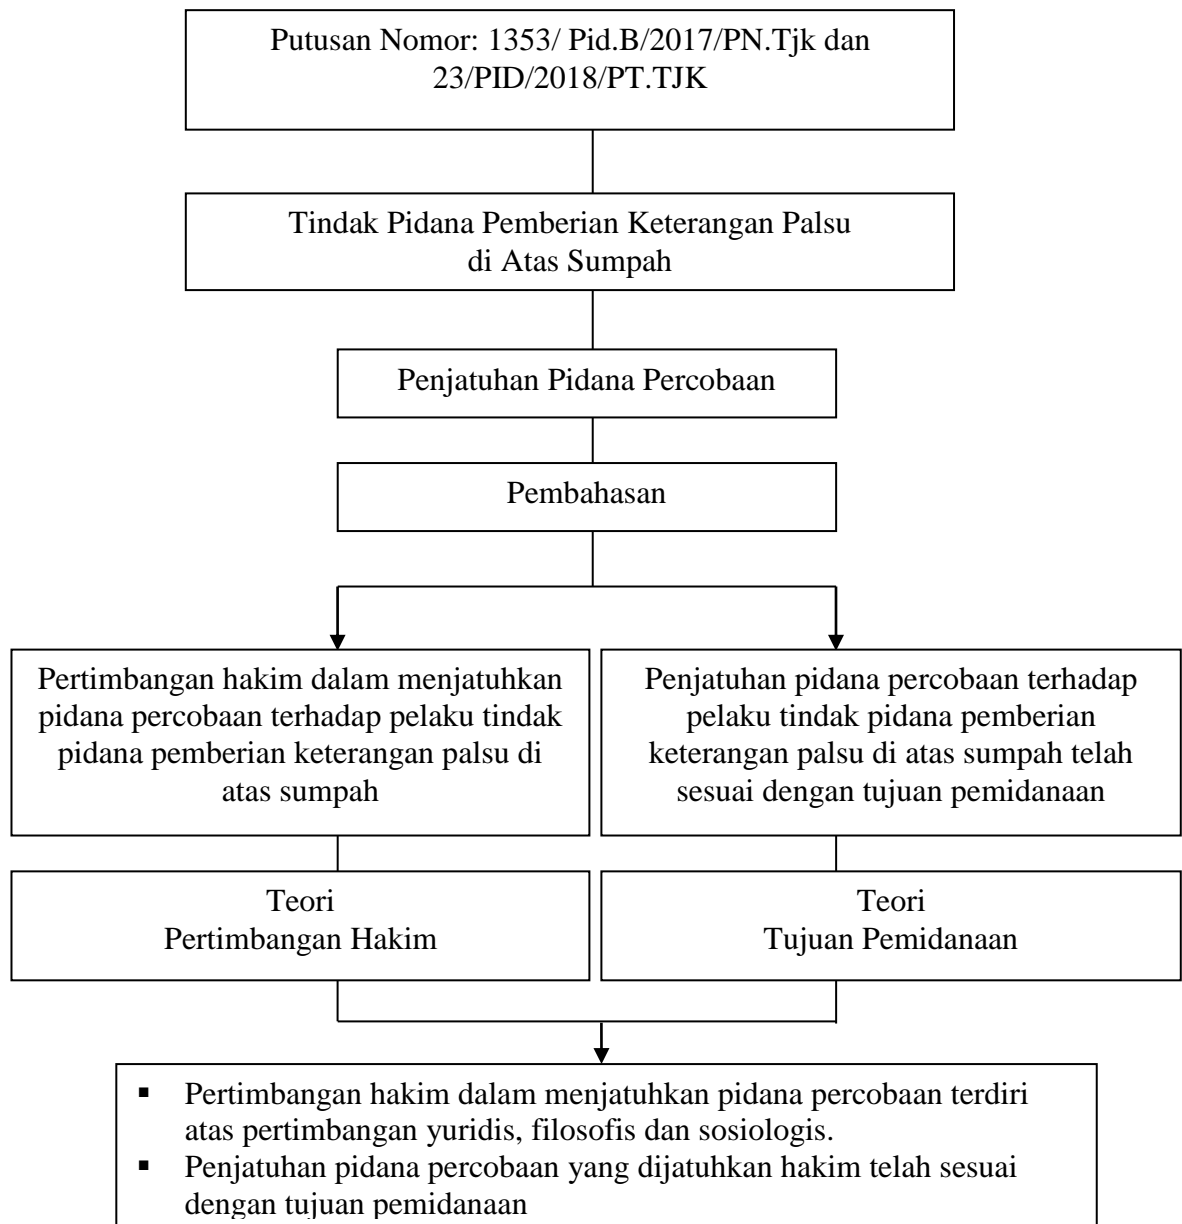 Putusan Nomor: 1353/ Pid.B/2017/PN.Tjk dan
23/PID/2018/PT.TJK
Tindak Pidana Pemberian Keterangan Palsu
di Atas Sumpah
Penjatuhan Pidana Percobaan
Pembahasan
Pertimbangan hakim dalam menjatuhkan
pidana percobaan terhadap pelaku tindak
pidana pemberian keterangan palsu di
atas sumpah
Penjatuhan pidana percobaan terhadap
pelaku tindak pidana pemberian
keterangan palsu di atas sumpah telah
sesuai dengan tujuan pemidanaan
Teori
Pertimbangan Hakim
Teori
Tujuan Pemidanaan
▪ Pertimbangan hakim dalam menjatuhkan pidana percobaan terdiri
atas pertimbangan yuridis, filosofis dan sosiologis.
▪ Penjatuhan pidana percobaan yang dijatuhkan hakim telah sesuai
dengan tujuan pemidanaan